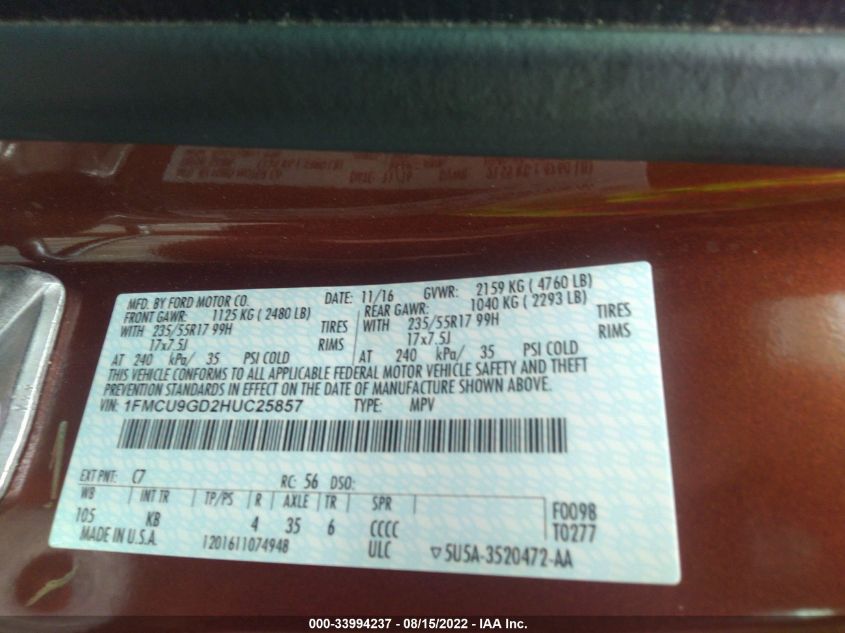 MFD. BY FORD MOTOR CO. DATE: 11/16 GVWR: 2159 KG ( 4760 LB)
FRONT GAWR: 1125 KG ( 2480 LB) REAR GAWR: 1040 KG ( 2293 LB)
WITH 235/55R17 99H TIRES WITH 235/55R17 99H TIRES
17x7.5J RIMS 17x7.5J RIMS
AT 240 kPa/ 35 PSI COLD AT 240 kPa/ 35 PSI COLD
THIS VEHICLE CONFORMS TO ALL APPLICABLE FEDERAL MOTOR VEHICLE SAFETY AND THEFT
PREVENTION STANDARDS IN EFFECT ON THE DATE OF MANUFACTURE SHOWN ABOVE.
VIN: 1FMCU9GD2HUC25857 TYPE: MPV
EXT PNT: C7 RC: 56 DSO:
WB INT TR TP/PS R AXLE TR SPR F0098
105 KB 4 35 6 CCCC T0277
MADE IN U.S.A. 1201611074948 ULC ▽5U5A-3520472-AA
000-33994237 - 08/15/2022 - IAA Inc.